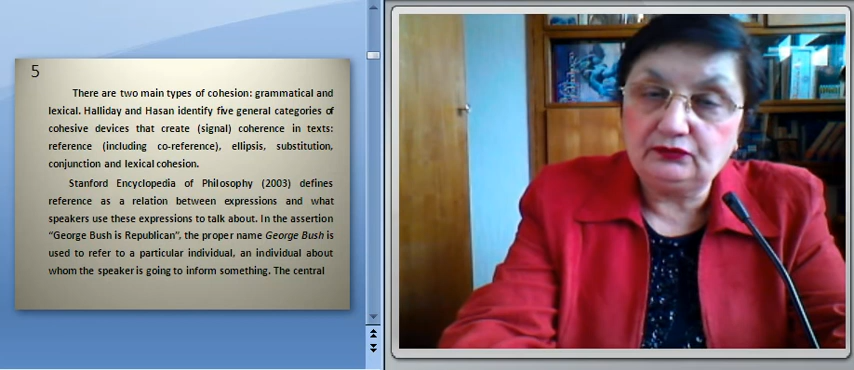 5
There are two main types of cohesion: grammatical and
lexical. Halliday and Hasan identify five general categories of
cohesive devices that create (signal) coherence in texts:
reference (including co-reference), ellipsis, substitution,
conjunction and lexical cohesion.
Stanford Encyclopedia of Philosophy (2003) defines
reference as a relation between expressions and what
speakers use these expressions to talk about. In the assertion
“George Bush is Republican”, the proper name George Bush is
used to refer to a particular individual, an individual about
whom the speaker is going to inform something. The central